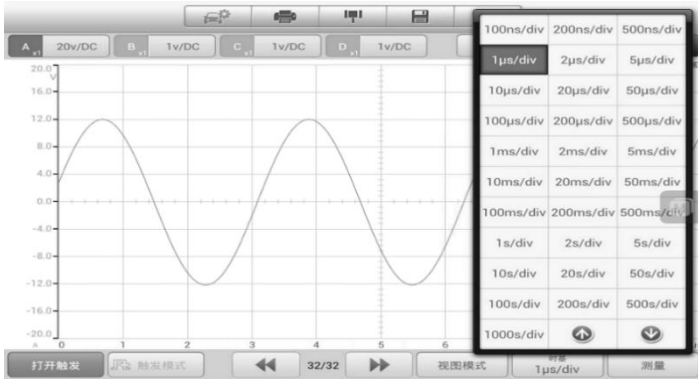 A x1 20v/DC B x1 1v/DC C x1 1v/DC D x1 1v/DC
20.0
V
16.0
12.0
8.0
4.0
0.0
-4.0
-8.0
-12.0
-16.0
-20.0
A 0 1 2 3 4 5 6
100ns/div 200ns/div 500ns/div
1μs/div 2μs/div 5μs/div
10μs/div 20μs/div 50μs/div
100μs/div 200μs/div 500μs/div
1ms/div 2ms/div 5ms/div
10ms/div 20ms/div 50ms/div
100ms/div 200ms/div 500ms/div
1s/div 2s/div 5s/div
10s/div 20s/div 50s/div
100s/div 200s/div 500s/div
1000s/div
打开触发 触发模式 32/32 视图模式 时基 测量
1μs/div